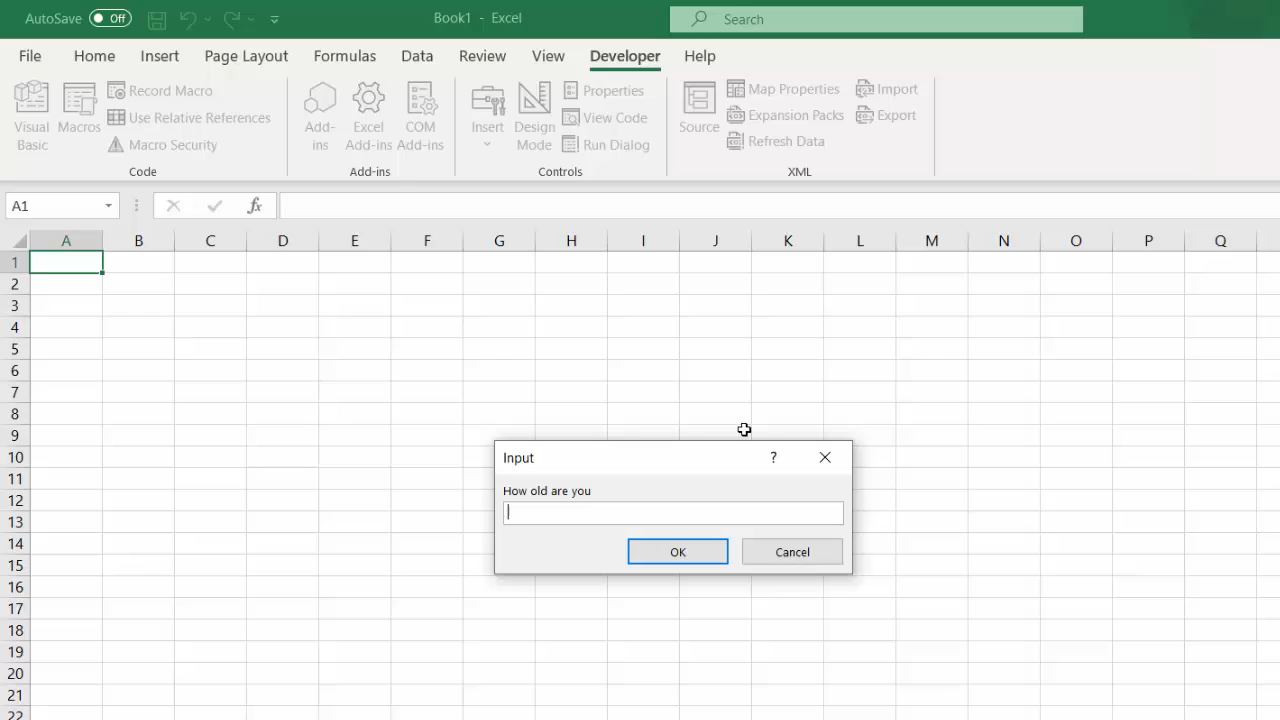 AutoSave Off Book1 - Excel Search
File Home Insert Page Layout Formulas Data Review View Developer Help
Visual Basic
Macros
Record Macro
Use Relative References
Macro Security
Code
Add-ins
Excel Add-ins
COM Add-ins
Add-ins
Insert
Design Mode
Properties
View Code
Run Dialog
Controls
Source
Map Properties
Expansion Packs
Refresh Data
Import
Export
XML
A1 fx
A B C D E F G H I J K L M N O P Q
1
2
3
4
5
6
7
8
9
10
11
12
13
14
15
16
17
18
19
20
21
22
Input ?
How old are you
OK Cancel